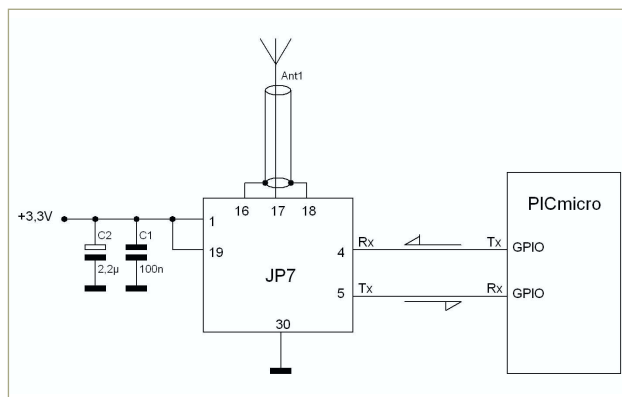 Ant1
+3,3V
C2
C1
2,2µ
100n
16 17 18
1
19
4
5
JP7
30
Rx
Tx
Tx
Rx
PICmicro
GPIO
GPIO